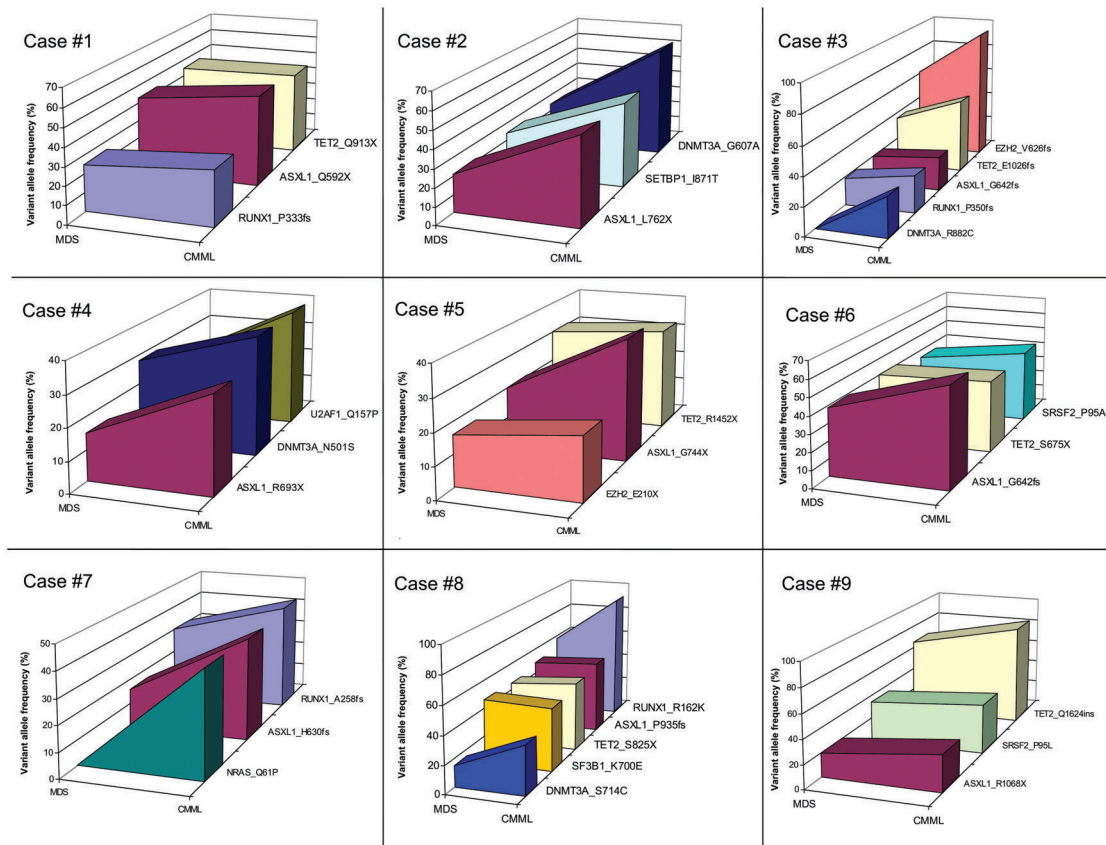 Case #1
Variant allele frequency (%)
70
60
50
40
30
20
10
0
MDS
CMML
TET2_Q913X
ASXL1_Q592X
RUNX1_P333fs
Case #2
Variant allele frequency (%)
70
60
50
40
30
20
10
0
MDS
CMML
DNMT3A_G607A
SETBP1_I871T
ASXL1_L762X
Case #3
Variant allele frequency (%)
100
80
60
40
20
0
MDS
CMML
EZH2_V626fs
TET2_E1026fs
ASXL1_G642fs
RUNX1_P350fs
DNMT3A_R882C
Case #4
Variant allele frequency (%)
40
30
20
10
0
MDS
CMML
U2AF1_Q157P
DNMT3A_N501S
ASXL1_R693X
Case #5
Variant allele frequency (%)
40
30
20
10
0
MDS
CMML
TET2_R1452X
ASXL1_G744X
EZH2_E210X
Case #6
Variant allele frequency (%)
70
60
50
40
30
20
10
0
MDS
CMML
SRSF2_P95A
TET2_S675X
ASXL1_G642fs
Case #7
Variant allele frequency (%)
50
40
30
20
10
0
MDS
CMML
RUNX1_A258fs
ASXL1_H630fs
NRAS_Q61P
Case #8
Variant allele frequency (%)
100
80
60
40
20
0
MDS
CMML
RUNX1_R162K
ASXL1_P935fs
TET2_S825X
SF3B1_K700E
DNMT3A_S714C
Case #9
Variant allele frequency (%)
100
80
60
40
20
0
MDS
CMML
TET2_Q1624ins
SRSF2_P95L
ASXL1_R1068X